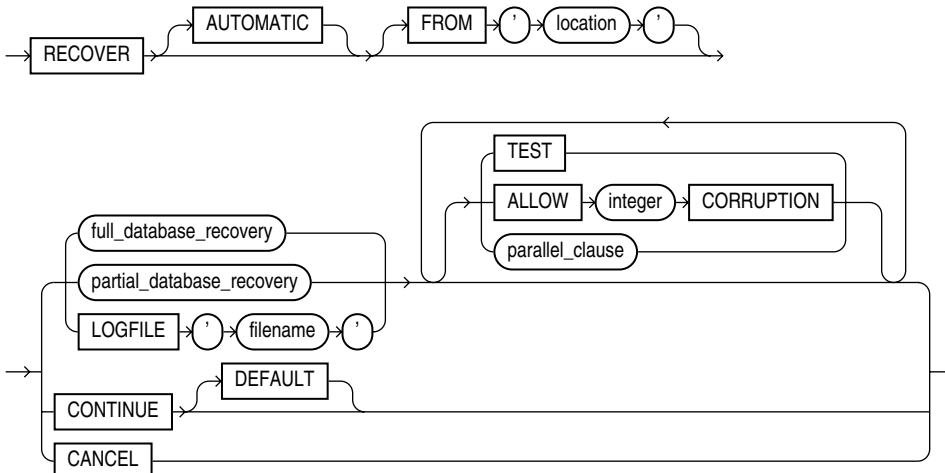 AUTOMATIC FROM ' location '
RECOVER
TEST
ALLOW integer CORRUPTION
full_database_recovery parallel_clause
partial_database_recovery
LOGFILE ' filename '
DEFAULT
CONTINUE
CANCEL